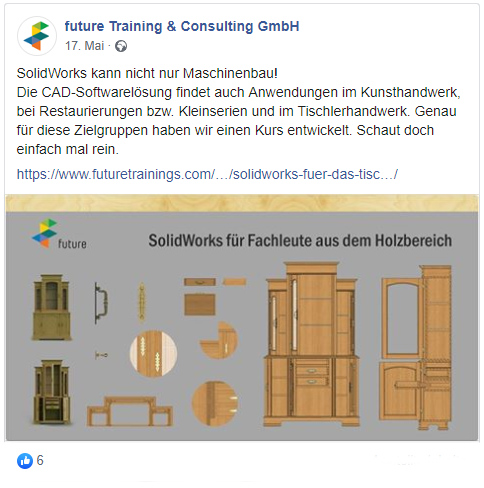 future Training & Consulting GmbH
17. Mai ·
SolidWorks kann nicht nur Maschinenbau!
Die CAD-Softwarelösung findet auch Anwendungen im Kunsthandwerk,
bei Restaurierungen bzw. Kleinserien und im Tischlerhandwerk. Genau
für diese Zielgruppen haben wir einen Kurs entwickelt. Schaut doch
einfach mal rein.
https://www.futuretrainings.com/…/solidworks-fuer-das-tisc…/
future
SolidWorks für Fachleute aus dem Holzbereich
6